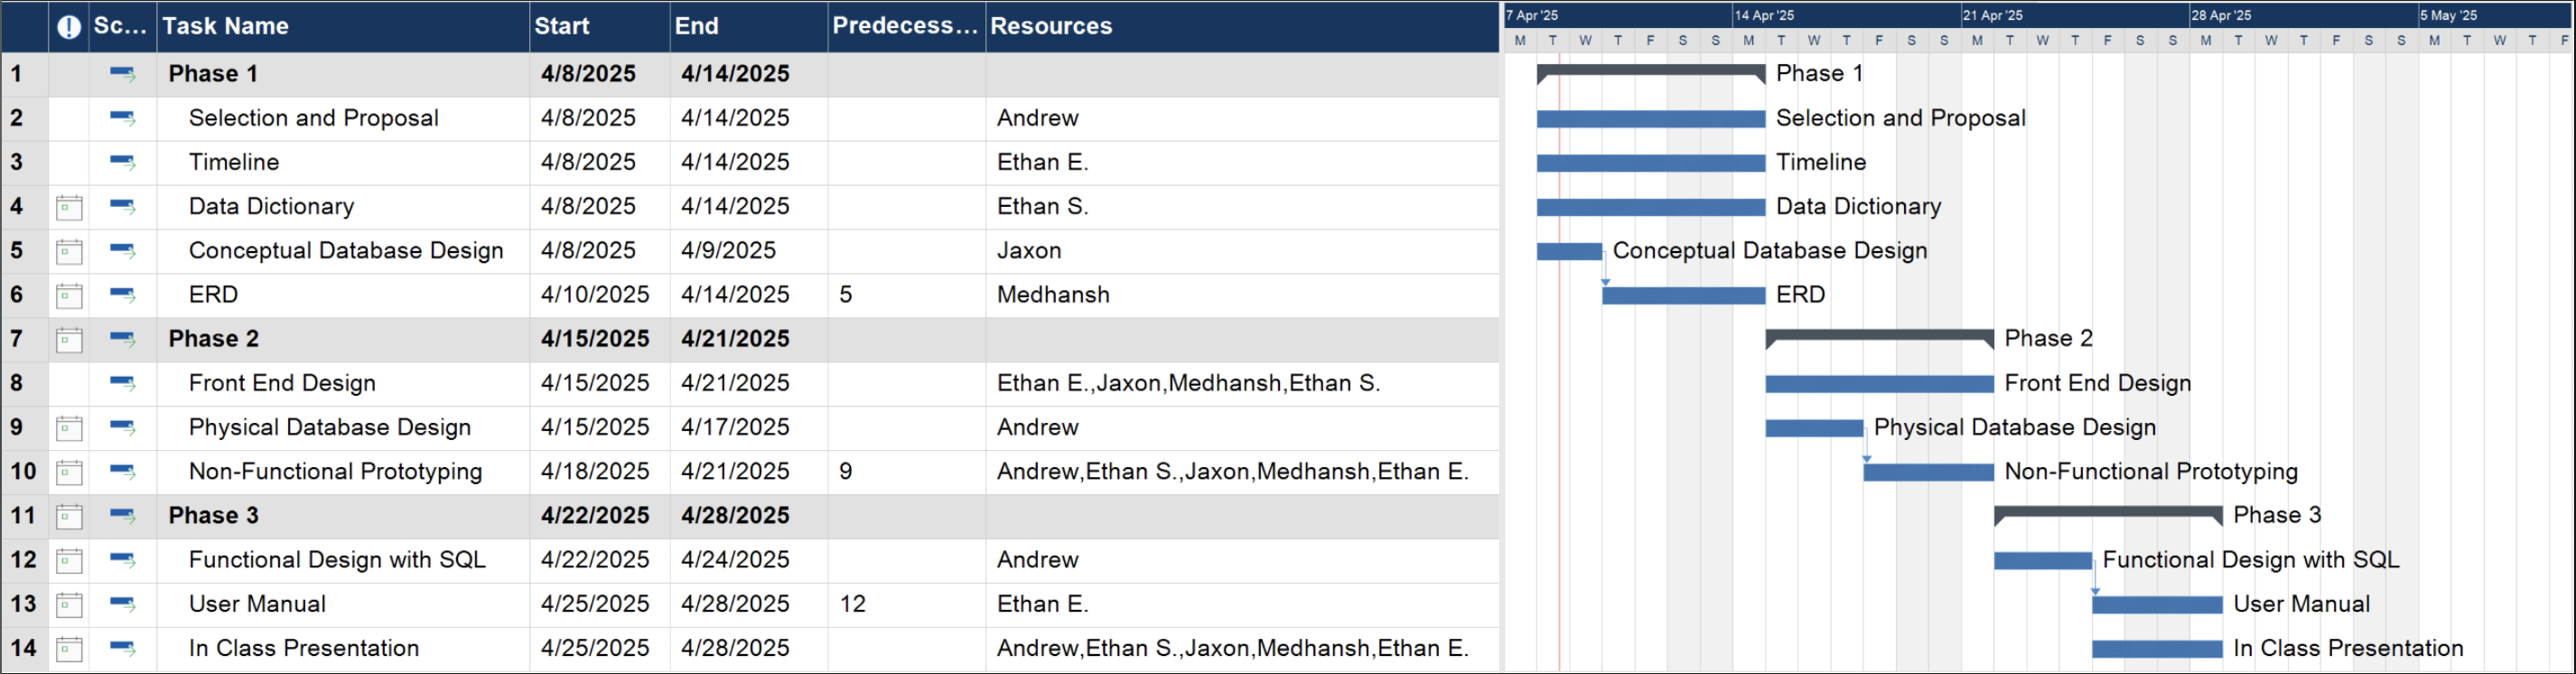 ! Sc... Task Name Start End Predecess... Resources 7 Apr '25 14 Apr '25 21 Apr '25 28 Apr '25 5 May '25
M T W T F S S M T W T F S S M T W T F S S M T W T F S S M T W T F
1 Phase 1 4/8/2025 4/14/2025 Phase 1
2 Selection and Proposal 4/8/2025 4/14/2025 Andrew Selection and Proposal
3 Timeline 4/8/2025 4/14/2025 Ethan E. Timeline
4 Data Dictionary 4/8/2025 4/14/2025 Ethan S. Data Dictionary
5 Conceptual Database Design 4/8/2025 4/9/2025 Jaxon Conceptual Database Design
6 ERD 4/10/2025 4/14/2025 5 Medhansh ERD
7 Phase 2 4/15/2025 4/21/2025 Phase 2
8 Front End Design 4/15/2025 4/21/2025 Ethan E.,Jaxon,Medhansh,Ethan S. Front End Design
9 Physical Database Design 4/15/2025 4/17/2025 Andrew Physical Database Design
10 Non-Functional Prototyping 4/18/2025 4/21/2025 9 Andrew,Ethan S.,Jaxon,Medhansh,Ethan E. Non-Functional Prototyping
11 Phase 3 4/22/2025 4/28/2025 Phase 3
12 Functional Design with SQL 4/22/2025 4/24/2025 Andrew Functional Design with SQL
13 User Manual 4/25/2025 4/28/2025 12 Ethan E. User Manual
14 In Class Presentation 4/25/2025 4/28/2025 Andrew,Ethan S.,Jaxon,Medhansh,Ethan E. In Class Presentation